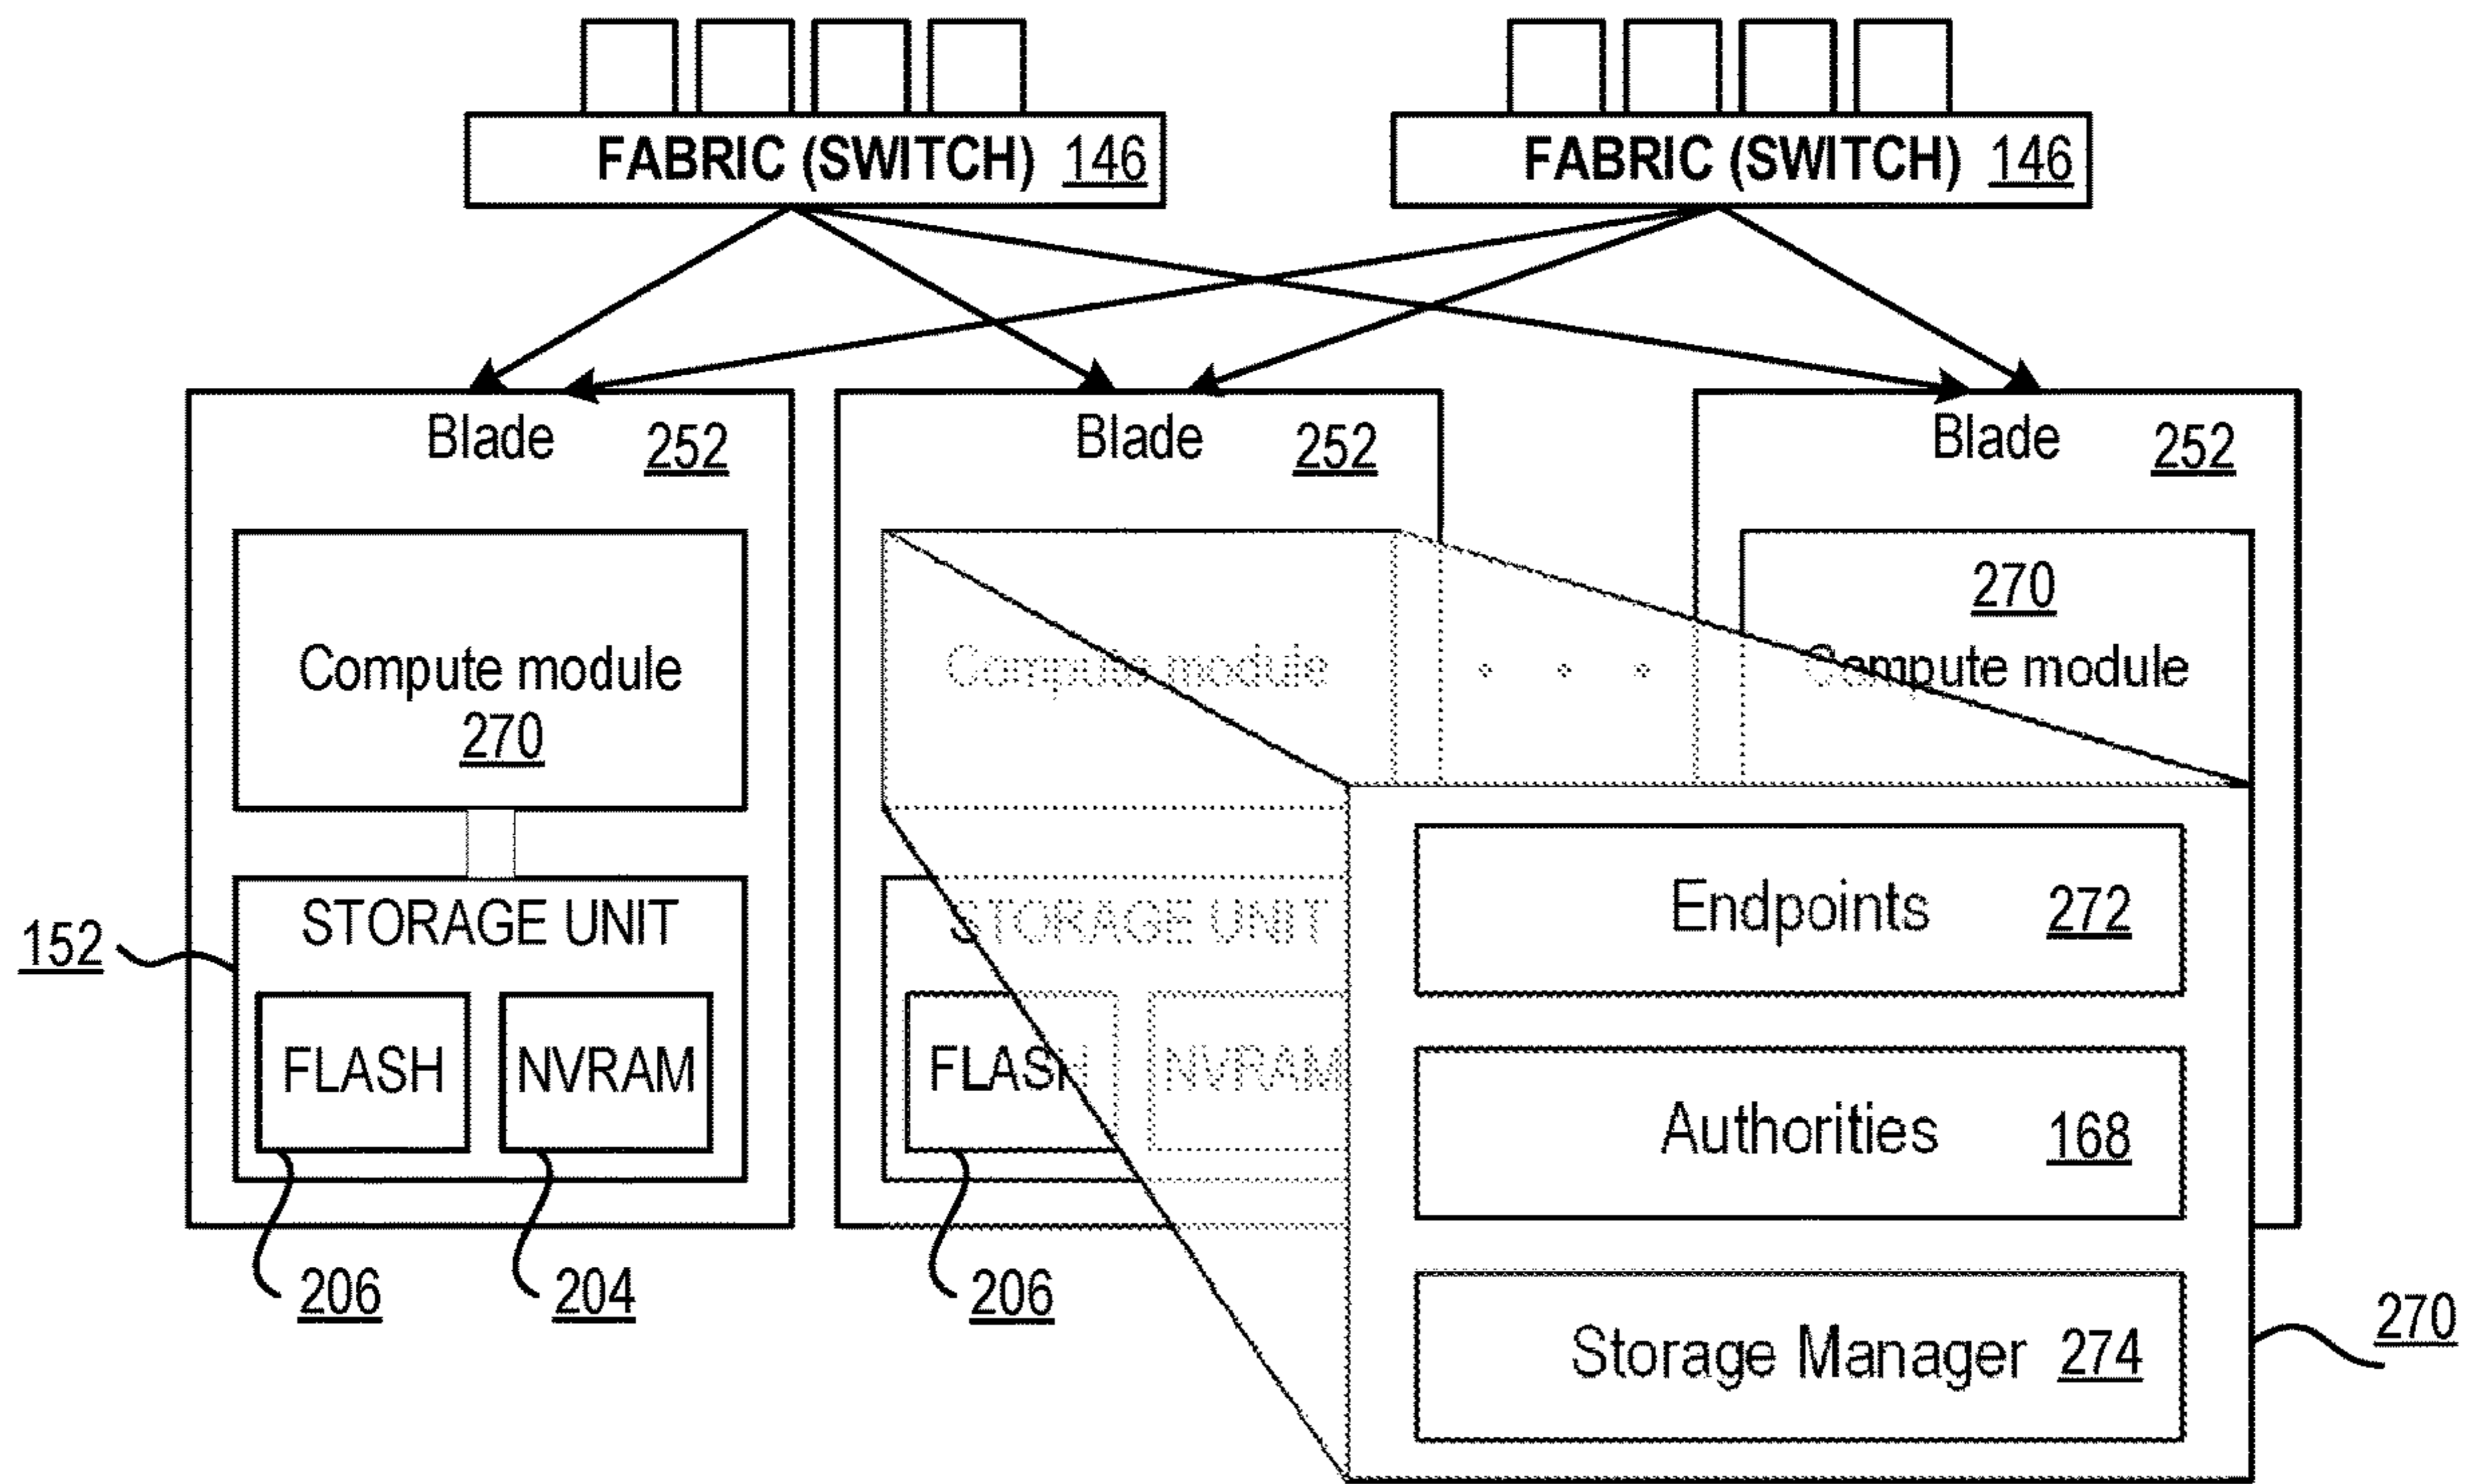 FABRIC (SWITCH) 146
FABRIC (SWITCH) 146
Blade 252
Blade 252
Blade 252
Compute module
270
Compute module
. . .
270
Compute module
152
STORAGE UNIT
FLASH
NVRAM
206
204
STORAGE UNIT
FLASH
NVRAM
206
Endpoints 272
Authorities 168
Storage Manager 274
270